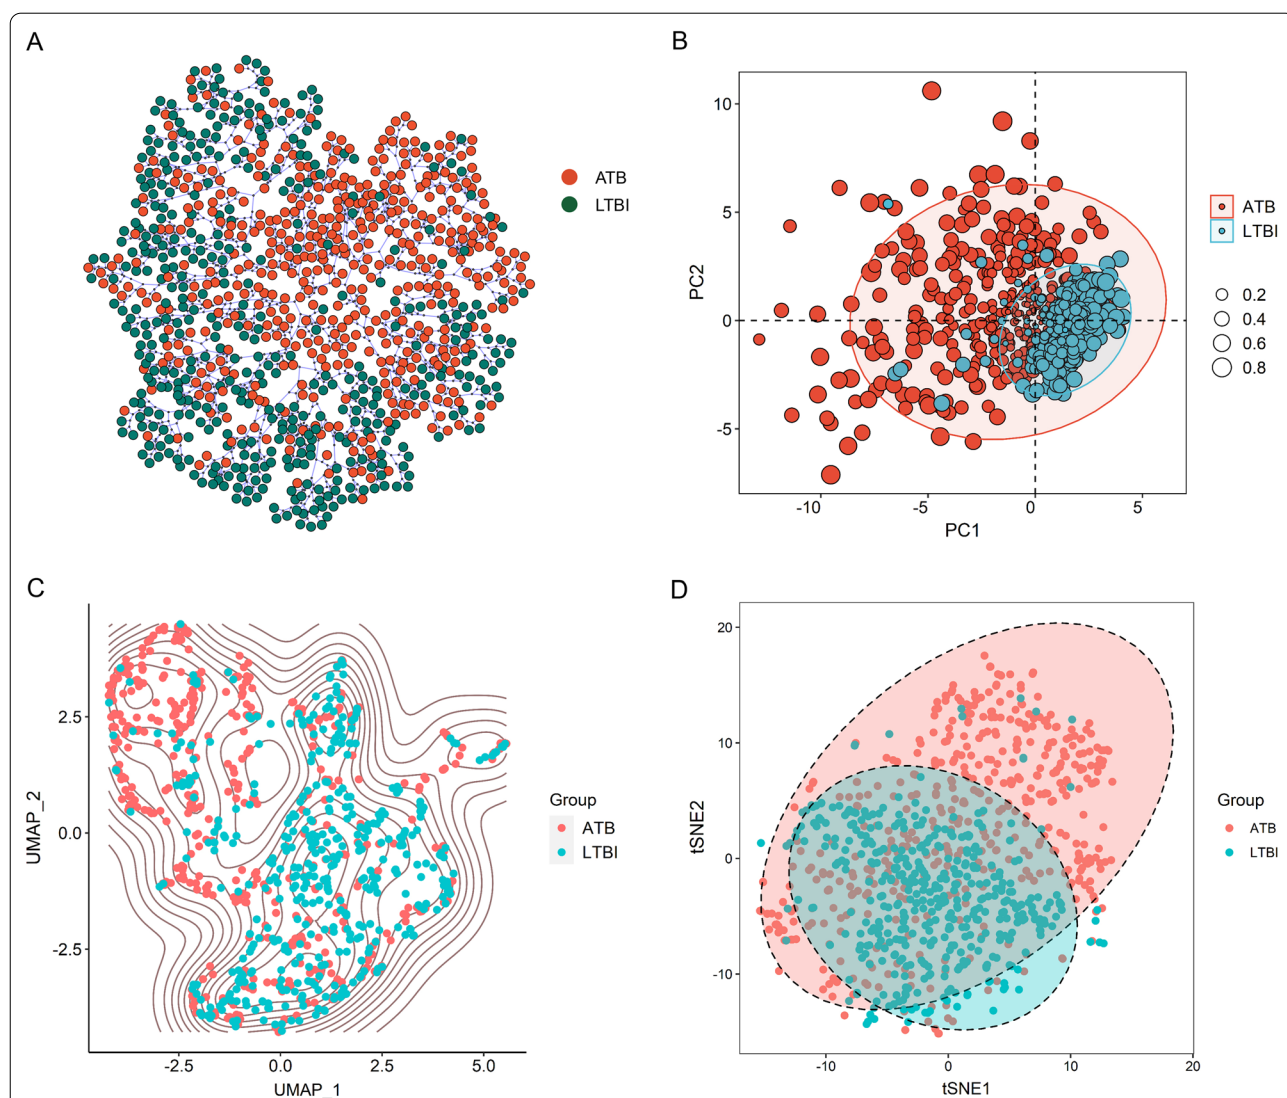 A
ATB
LTBI
B
10
5
0
-5
-10
-5
0
5
PC2
PC1
ATB
LTBI
0.2
0.4
0.6
0.8
C
2.5
0.0
-2.5
-2.5
0.0
2.5
5.0
UMAP_2
UMAP_1
Group
ATB
LTBI
D
20
10
0
-10
-10
0
10
20
tSNE2
tSNE1
Group
ATB
LTBI